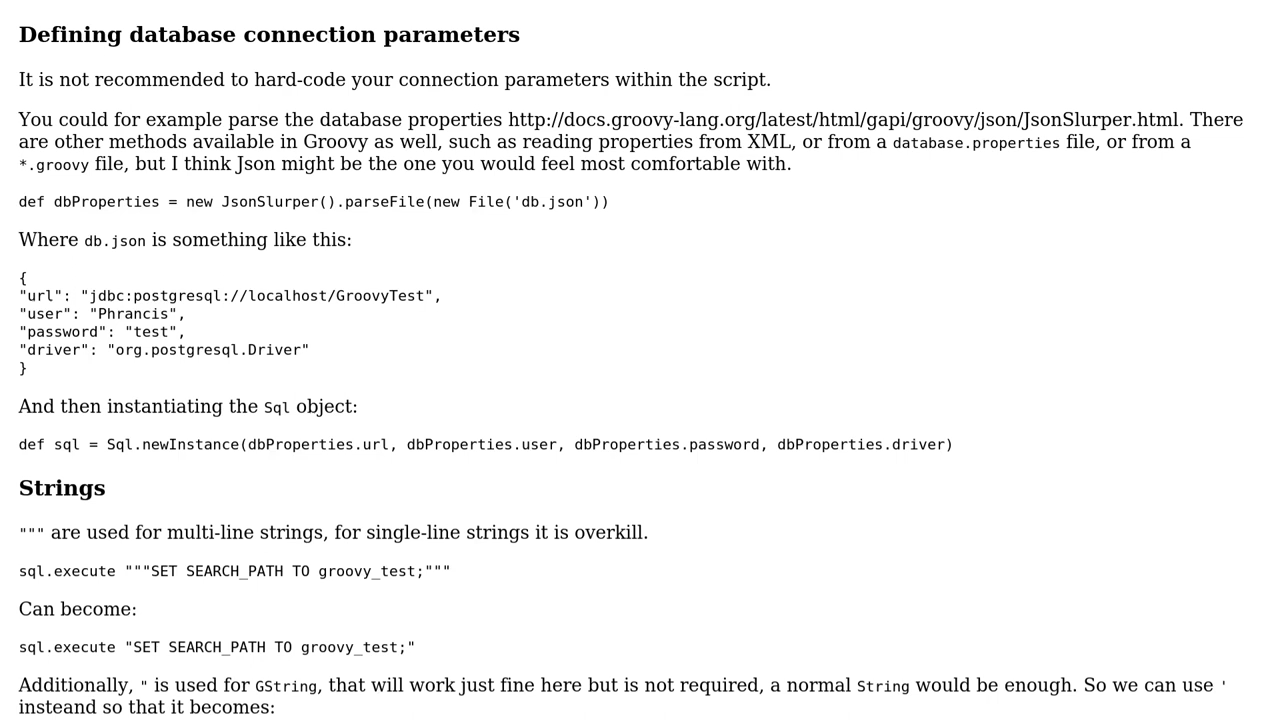 Defining database connection parameters
It is not recommended to hard-code your connection parameters within the script.
You could for example parse the database properties http://docs.groovy-lang.org/latest/html/gapi/groovy/json/JsonSlurper.html. There
are other methods available in Groovy as well, such as reading properties from XML, or from a database.properties file, or from a
*.groovy file, but I think Json might be the one you would feel most comfortable with.
def dbProperties = new JsonSlurper().parseFile(new File('db.json'))
Where db.json is something like this:
{
"url": "jdbc:postgresql://localhost/GroovyTest",
"user": "Phrancis",
"password": "test",
"driver": "org.postgresql.Driver"
}
And then instantiating the Sql object:
def sql = Sql.newInstance(dbProperties.url, dbProperties.user, dbProperties.password, dbProperties.driver)
Strings
""" are used for multi-line strings, for single-line strings it is overkill.
sql.execute """SET SEARCH_PATH TO groovy_test;"""
Can become:
sql.execute "SET SEARCH_PATH TO groovy_test;"
Additionally, " is used for GString, that will work just fine here but is not required, a normal String would be enough. So we can use '
insteand so that it becomes: